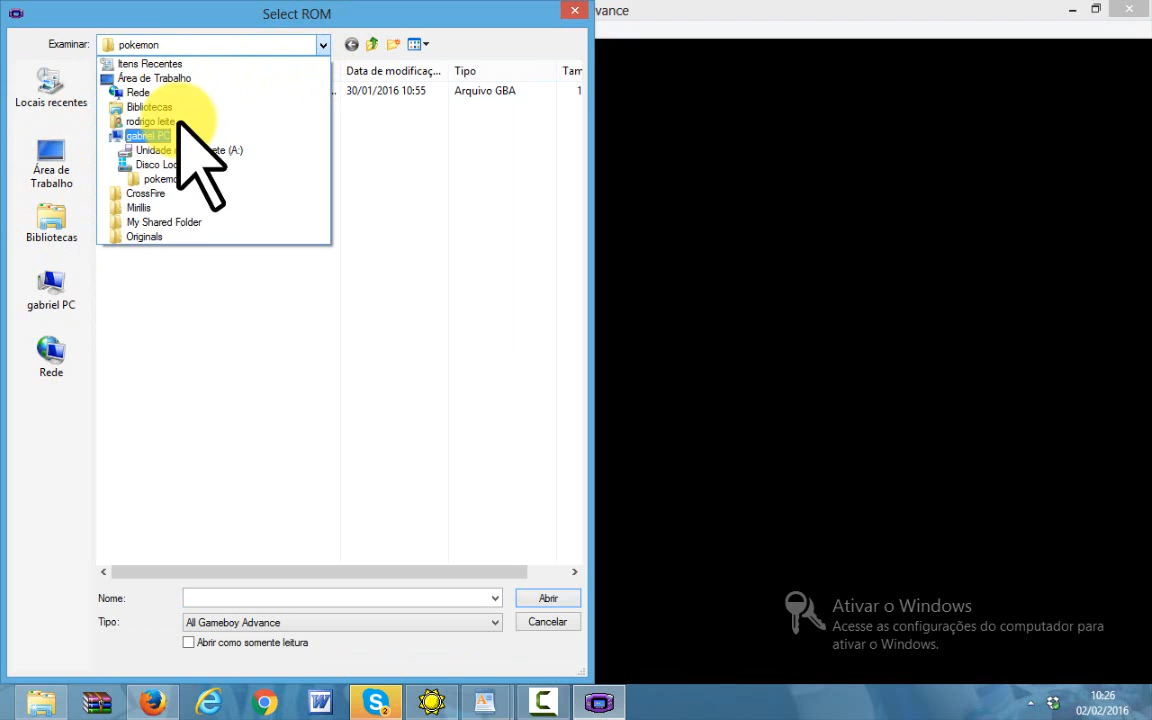 Select ROM
vance
Examinar:
pokemon
Data de modificaç...
Tipo
Tam
30/01/2016 10:55
Arquivo GBA
1
Itens Recentes
Área de Trabalho
Rede
Bibliotecas
rodrigo leite
gabriel PC
Unidade
(A:)
Disco Loc
pokemo
CrossFire
Mirillis
My Shared Folder
Originals
Locais recentes
Área de
Trabalho
Bibliotecas
gabriel PC
Rede
Nome:
Abrir
Tipo:
All Gameboy Advance
Cancelar
Abrir como somente leitura
Ativar o Windows
Acesse as configurações do computador para
ativar o Windows.
2
10:26
02/02/2016